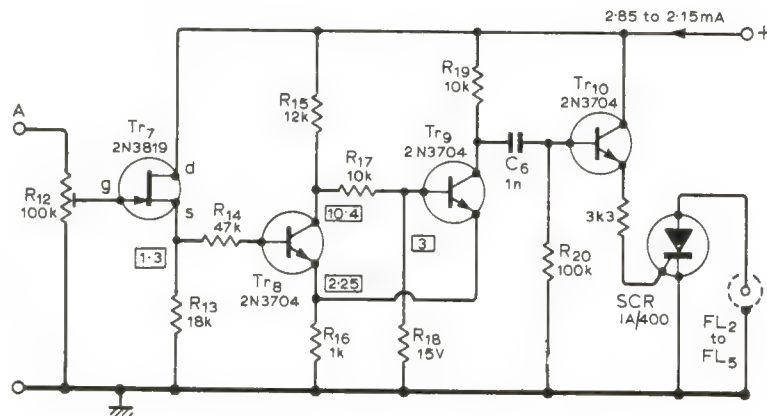 2·85 to 2·15mA
+
A
R12
100k
g
Tr7
2N3819
d
s
1·3
R13
18k
R14
47k
R15
12k
Tr8
2N3704
10·4
2·25
R16
1k
R17
10k
3
R18
15V
R19
10k
Tr9
2N3704
C6
1n
Tr10
2N3704
R20
100k
3k3
SCR
1A/400
FL2
to
FL5